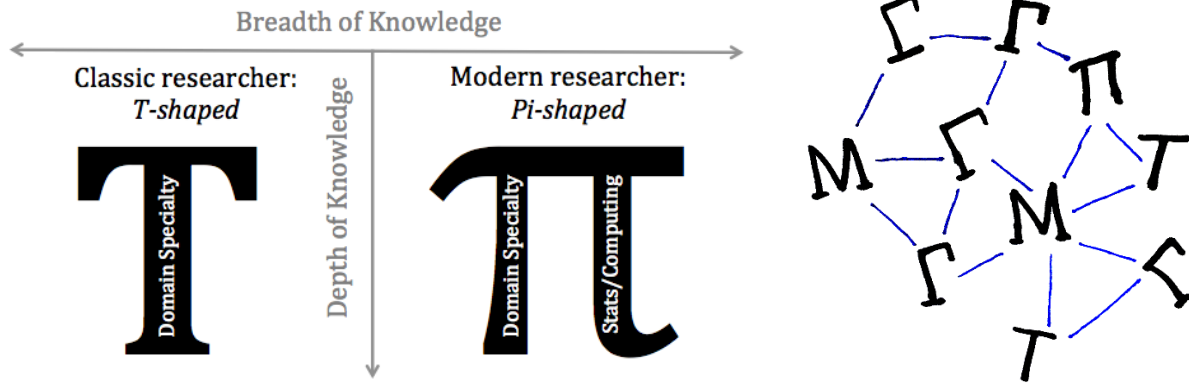 Breadth of Knowledge
Classic researcher:
T-shaped
Depth of Knowledge
Modern researcher:
Pi-shaped
T
Domain Specialty
π
Domain Specialty
Stats/Computing
Γ
Γ
Π
M
Γ
T
M
Γ
T